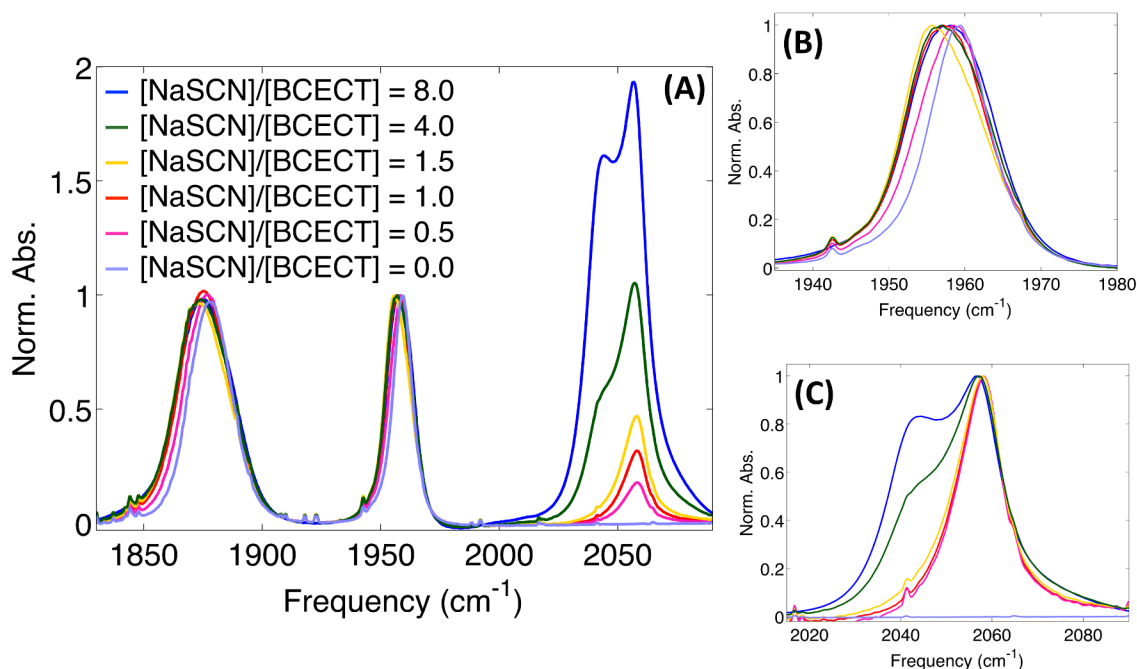 (A)
[NaSCN]/[BCECT] = 8.0
[NaSCN]/[BCECT] = 4.0
[NaSCN]/[BCECT] = 1.5
[NaSCN]/[BCECT] = 1.0
[NaSCN]/[BCECT] = 0.5
[NaSCN]/[BCECT] = 0.0
Norm. Abs.
2
1.5
1
0.5
0
1850 1900 1950 2000 2050
Frequency (cm⁻¹)
(B)
Norm. Abs.
1
0.8
0.6
0.4
0.2
0
1940 1950 1960 1970 1980
Frequency (cm⁻¹)
(C)
Norm. Abs.
1
0.8
0.6
0.4
0.2
0
2020 2040 2060 2080
Frequency (cm⁻¹)